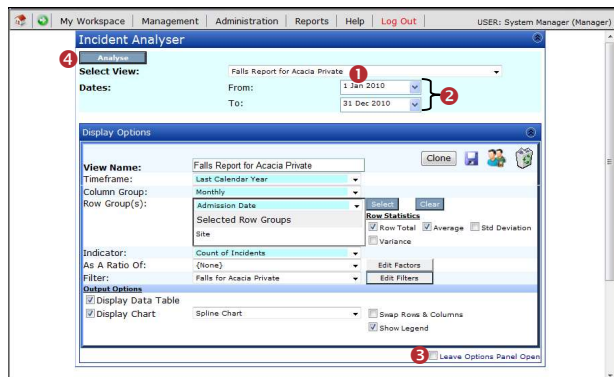 My Workspace Management Administration Reports Help Log Out USER: System Manager (Manager)
Incident Analyser
4 Analyse
Select View: Falls Report for Acacia Private 1
Dates: From: 1 Jan 2010 2
To: 31 Dec 2010
Display Options
View Name: Falls Report for Acacia Private Clone
Timeframe: Last Calendar Year
Column Group: Monthly
Row Group(s): Admission Date Select Clear
Selected Row Groups Row Statistics
Site Row Total Average Std Deviation
Variance
Indicator: Count of Incidents
As A Ratio Of: {None} Edit Factors
Filter: Falls for Acacia Private Edit Filters
Output Options
Display Data Table
Display Chart Spline Chart Swap Rows & Columns
Show Legend
3 Leave Options Panel Open